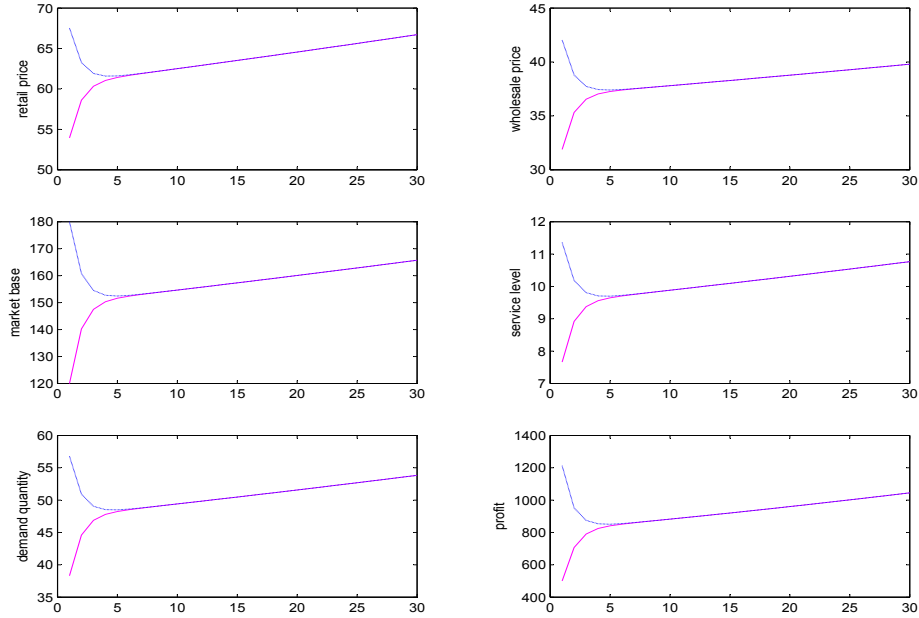 70
65
60
55
50
retail price
0 5 10 15 20 25 30
45
40
35
30
wholesale price
0 5 10 15 20 25 30
180
170
160
150
140
130
120
market base
0 5 10 15 20 25 30
12
11
10
9
8
7
service level
0 5 10 15 20 25 30
60
55
50
45
40
35
demand quantity
0 5 10 15 20 25 30
1400
1200
1000
800
600
400
profit
0 5 10 15 20 25 30